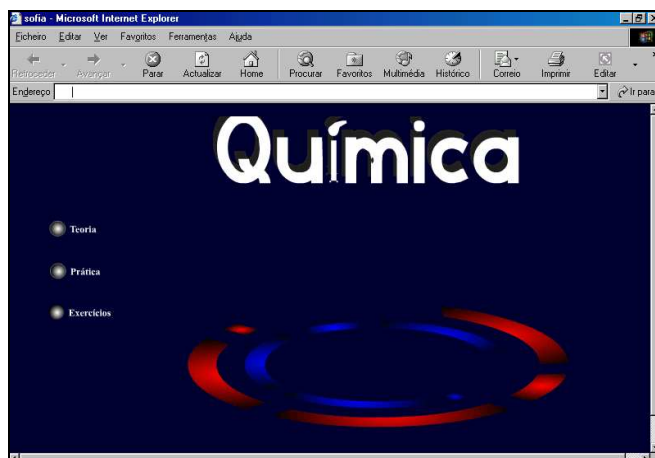 sofia - Microsoft Internet Explorer
Ficheiro Editar Ver Favoritos Ferramentas Ajuda
Retroceder Avançar Parar Actualizar Home Procurar Favoritos Multimédia Histórico Correio Imprimir Editar
Endereço Ir para
Química
Teoria
Prática
Exercícios